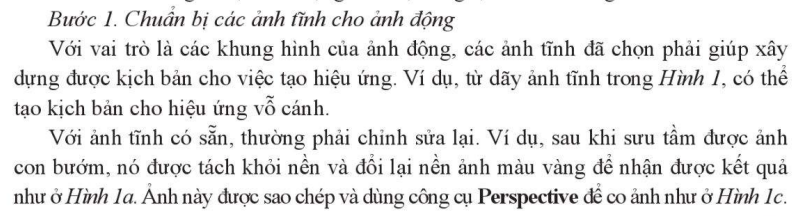 Bước 1. Chuẩn bị các ảnh tĩnh cho ảnh động
Với vai trò là các khung hình của ảnh động, các ảnh tĩnh đã chọn phải giúp xây
dựng được kịch bản cho việc tạo hiệu ứng. Ví dụ, từ dãy ảnh tĩnh trong Hình 1, có thể
tạo kịch bản cho hiệu ứng vỗ cánh.
Với ảnh tĩnh có sẵn, thường phải chỉnh sửa lại. Ví dụ, sau khi sưu tầm được ảnh
con bướm, nó được tách khỏi nền và đổi lại nền ảnh màu vàng để nhận được kết quả
như ở Hình 1a. Ảnh này được sao chép và dùng công cụ Perspective để co ảnh như ở Hình 1c.